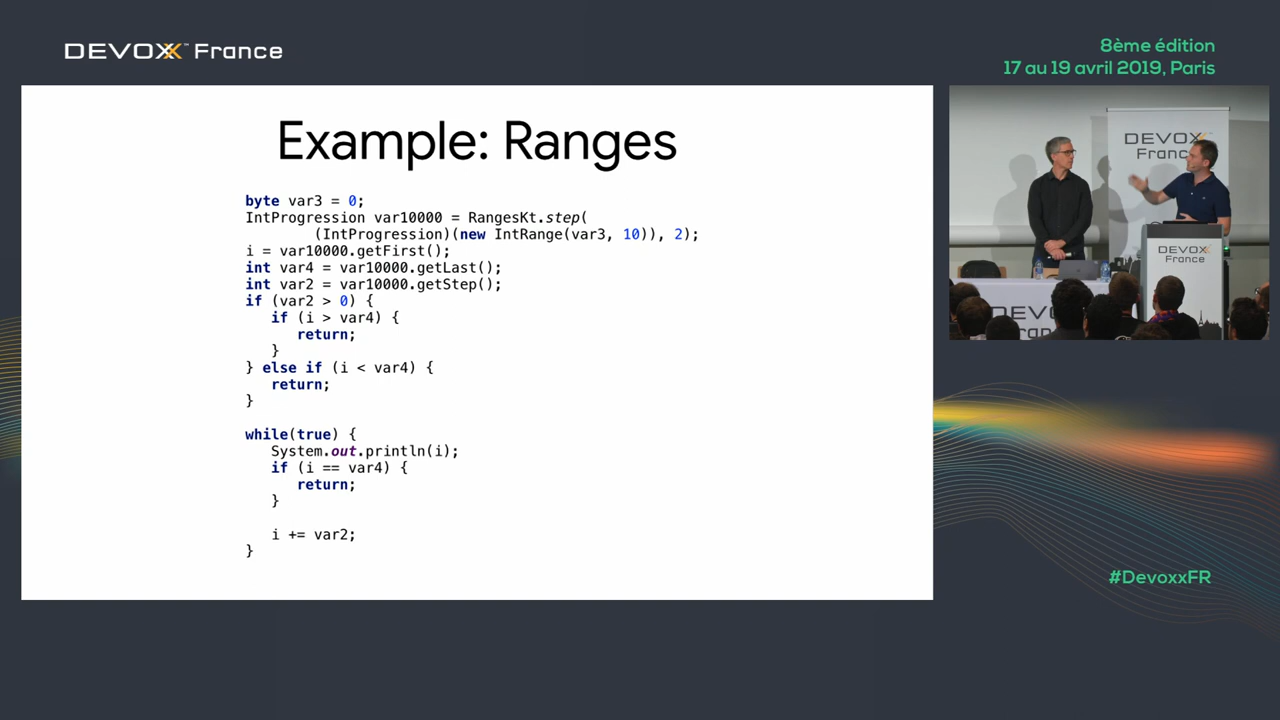 DEVOXX™ France
8ème édition
17 au 19 avril 2019, Paris
Example: Ranges
byte var3 = 0;
IntProgression var10000 = RangesKt.step(
(IntProgression)(new IntRange(var3, 10)), 2);
i = var10000.getFirst();
int var4 = var10000.getLast();
int var2 = var10000.getStep();
if (var2 > 0) {
if (i > var4) {
return;
}
} else if (i < var4) {
return;
}
while(true) {
System.out.println(i);
if (i == var4) {
return;
}
i += var2;
}
DEVOXX
France
DEVOXX
France
DEVO
France
#DevoxxFR